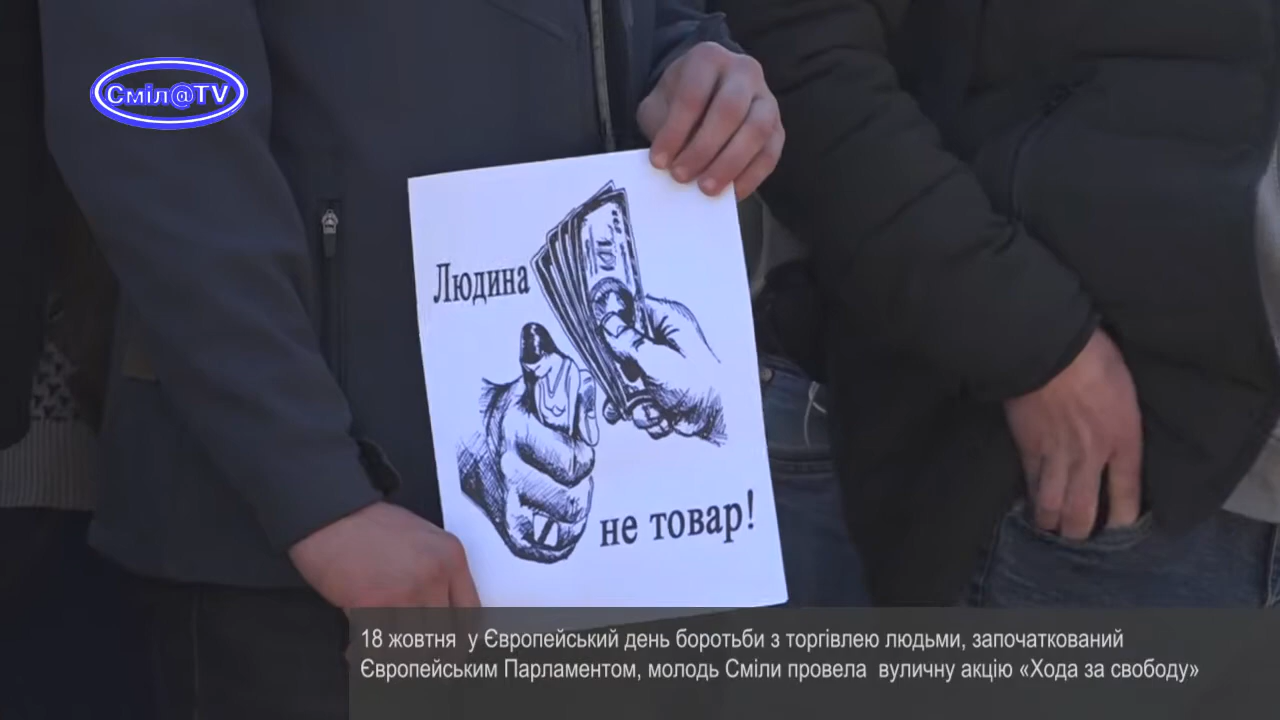 Сміл@TV
Людина
не товар!
18 жовтня у Європейський день боротьби з торгівлею людьми, започаткований
Європейським Парламентом, молодь Сміли провела вуличну акцію «Хода за свободу»